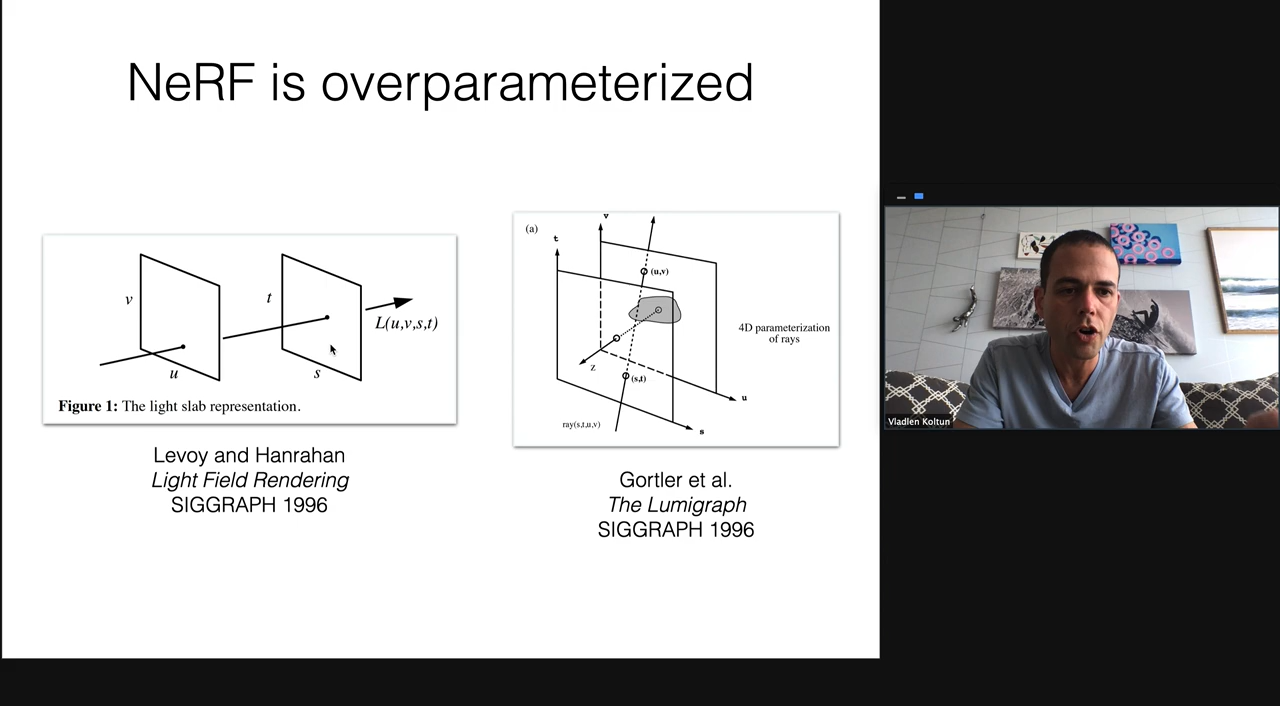 NeRF is overparameterized
v
u
t
s
L(u,v,s,t)
Figure 1: The light slab representation.
Levoy and Hanrahan
Light Field Rendering
SIGGRAPH 1996
(a)
v
t
(u,v)
z
(s,t)
u
s
ray(s,t,u,v)
4D parameterization
of rays
Gortler et al.
The Lumigraph
SIGGRAPH 1996
Vladlen Koltun